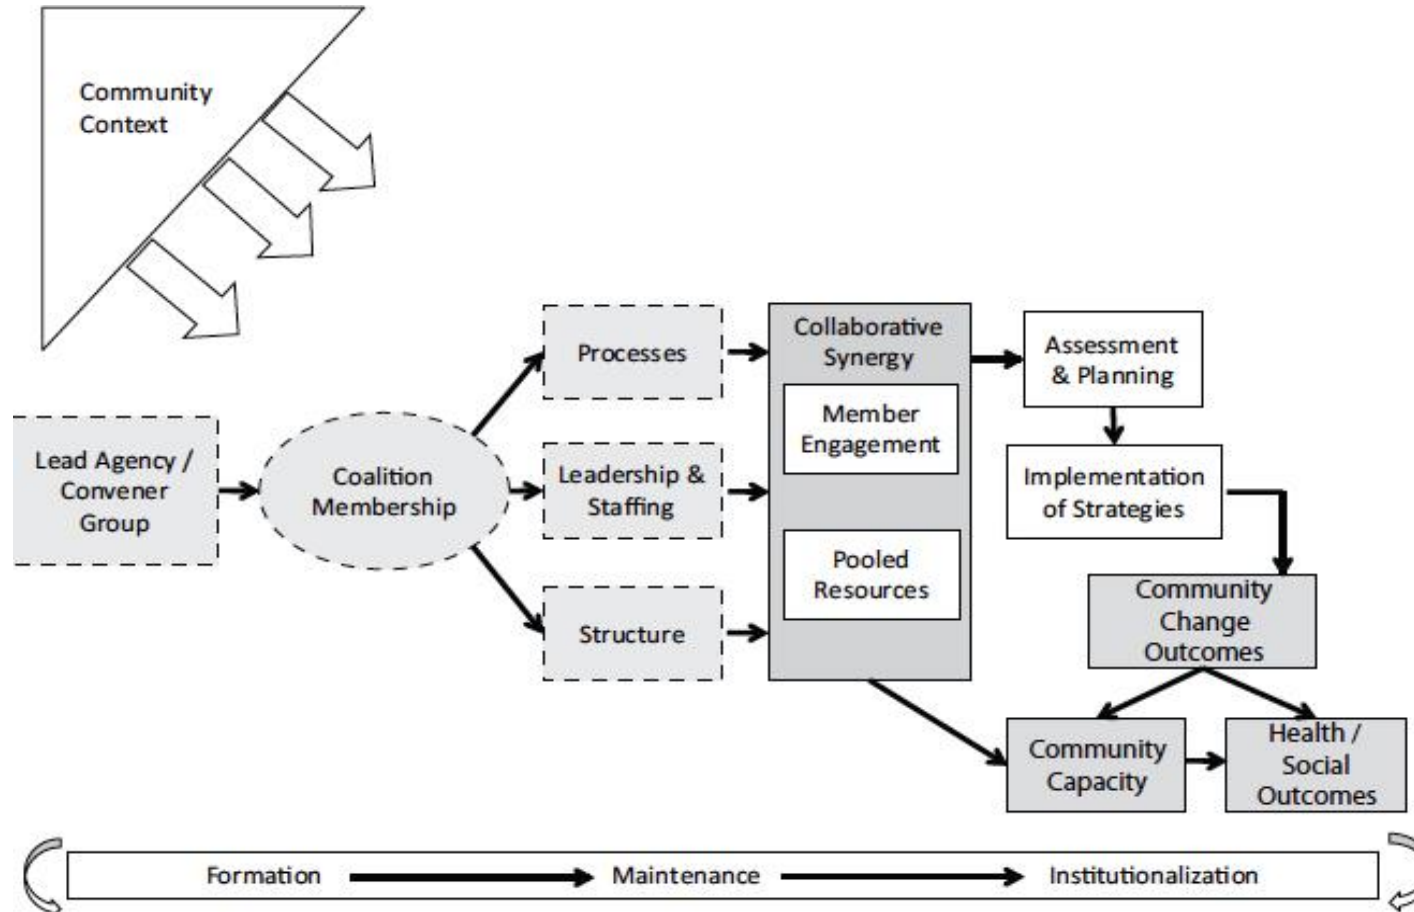 Community
Context
Lead Agency /
Convener
Group
Coalition
Membership
Processes
Leadership &
Staffing
Structure
Collaborative
Synergy
Member
Engagement
Pooled
Resources
Assessment
& Planning
Implementation
of Strategies
Community
Change
Outcomes
Community
Capacity
Health /
Social
Outcomes
Formation
Maintenance
Institutionalization